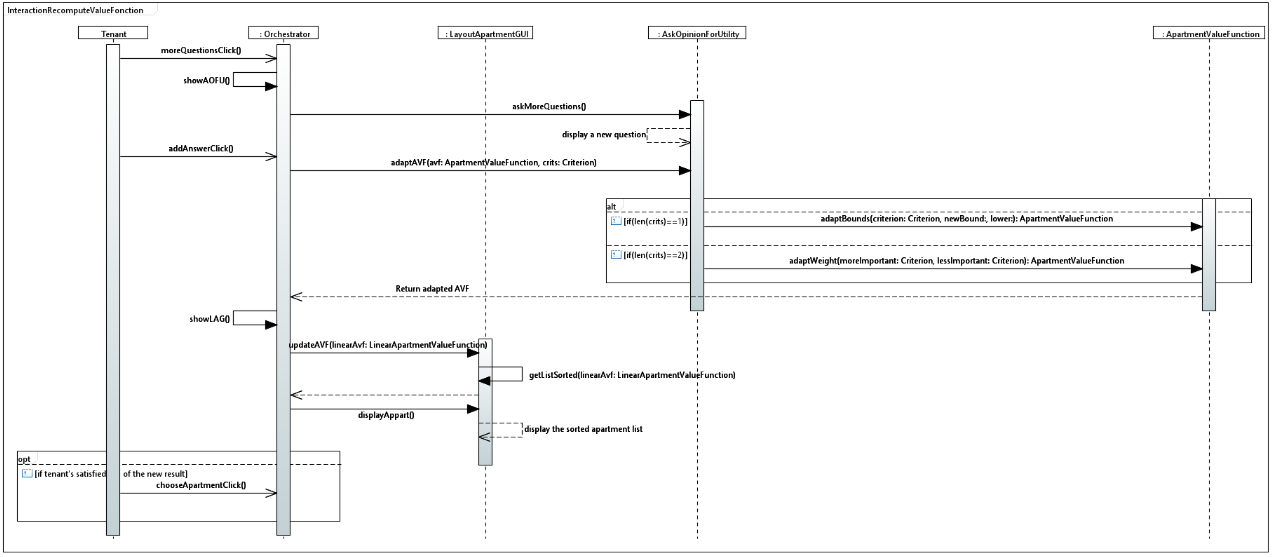 InteractionRecomputeValueFonction
Tenant
: Orchestrator
: LayoutApartmentGUI
: AskOpinionForUtility
: ApartmentValueFunction
moreQuestionsClick()
showAOFU()
askMoreQuestions()
display a new question
addAnswerClick()
adaptAVF(avf: ApartmentValueFunction, crits: Criterion)
alt
[if(len(crits)==1)]
adaptBounds(criterion: Criterion, newBound:, lower:): ApartmentValueFunction
[if(len(crits)==2)]
adaptWeight(moreImportant: Criterion, lessImportant: Criterion): ApartmentValueFunction
Return adapted AVF
showLAG()
updateAVF(linearAvf: LinearApartmentValueFunction)
getListSorted(linearAvf: LinearApartmentValueFunction)
displayAppart()
display the sorted apartment list
opt
[if tenant's satisfied of the new result]
chooseApartmentClick()